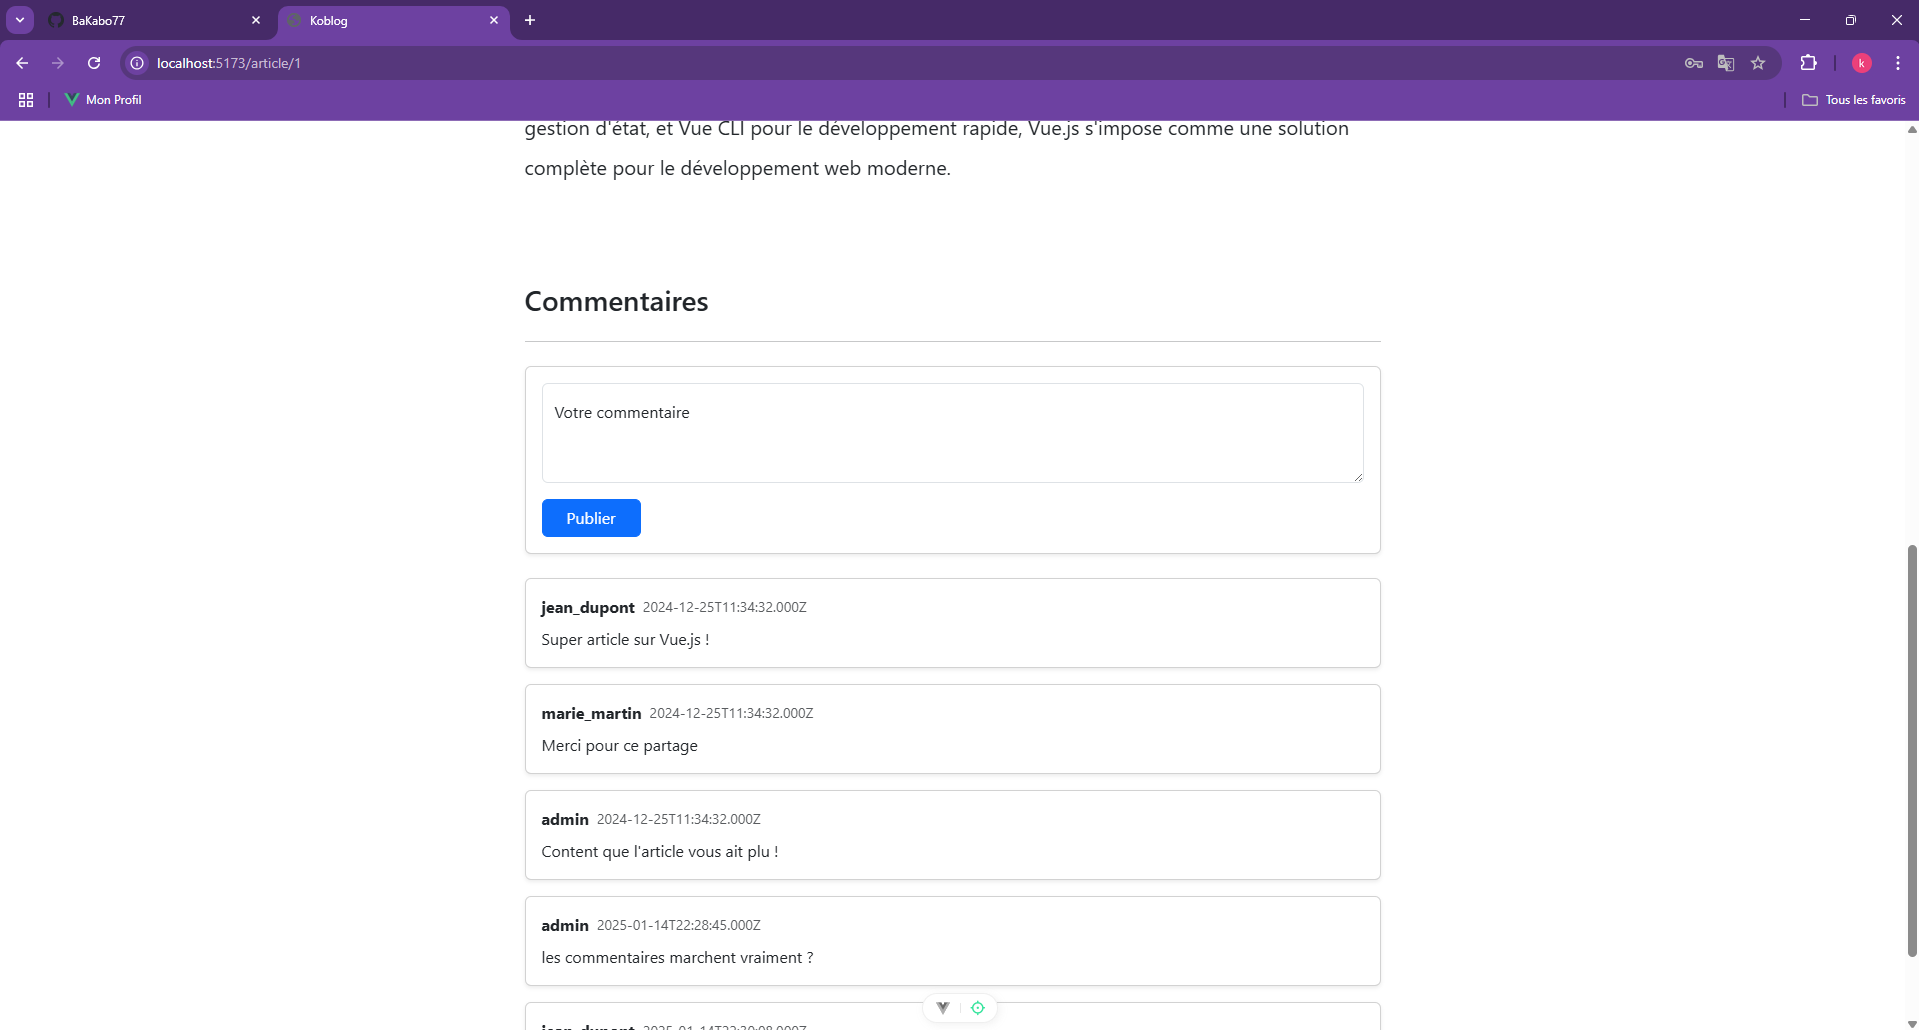 BaKabo77
Koblog
localhost:5173/article/1
Mon Profil
Tous les favoris
k
gestion d'état, et Vue CLI pour le développement rapide, Vue.js s'impose comme une solution
complète pour le développement web moderne.
Commentaires
Votre commentaire
Publier
jean_dupont 2024-12-25T11:34:32.000Z
Super article sur Vue.js !
marie_martin 2024-12-25T11:34:32.000Z
Merci pour ce partage
admin 2024-12-25T11:34:32.000Z
Content que l'article vous ait plu !
admin 2025-01-14T22:28:45.000Z
les commentaires marchent vraiment ?
jean_dupont